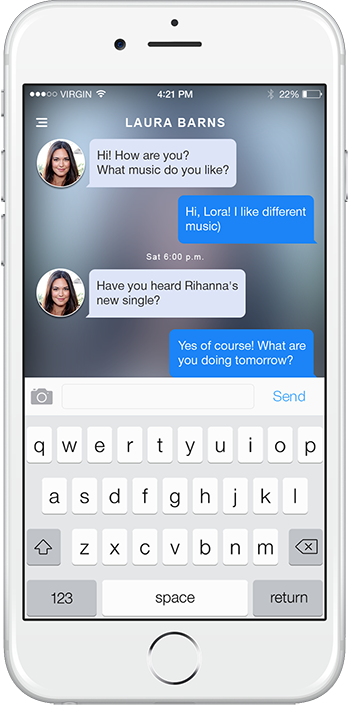 VIRGIN 4:21 PM 22%
LAURA BARNS
Hi! How are you?
What music do you like?
Hi, Lora! I like different
music)
Sat 6:00 p.m.
Have you heard Rihanna's
new single?
Yes of course! What are
you doing tomorrow?
Send
q w e r t y u i o p
a s d f g h j k l
z x c v b n m
123 space return